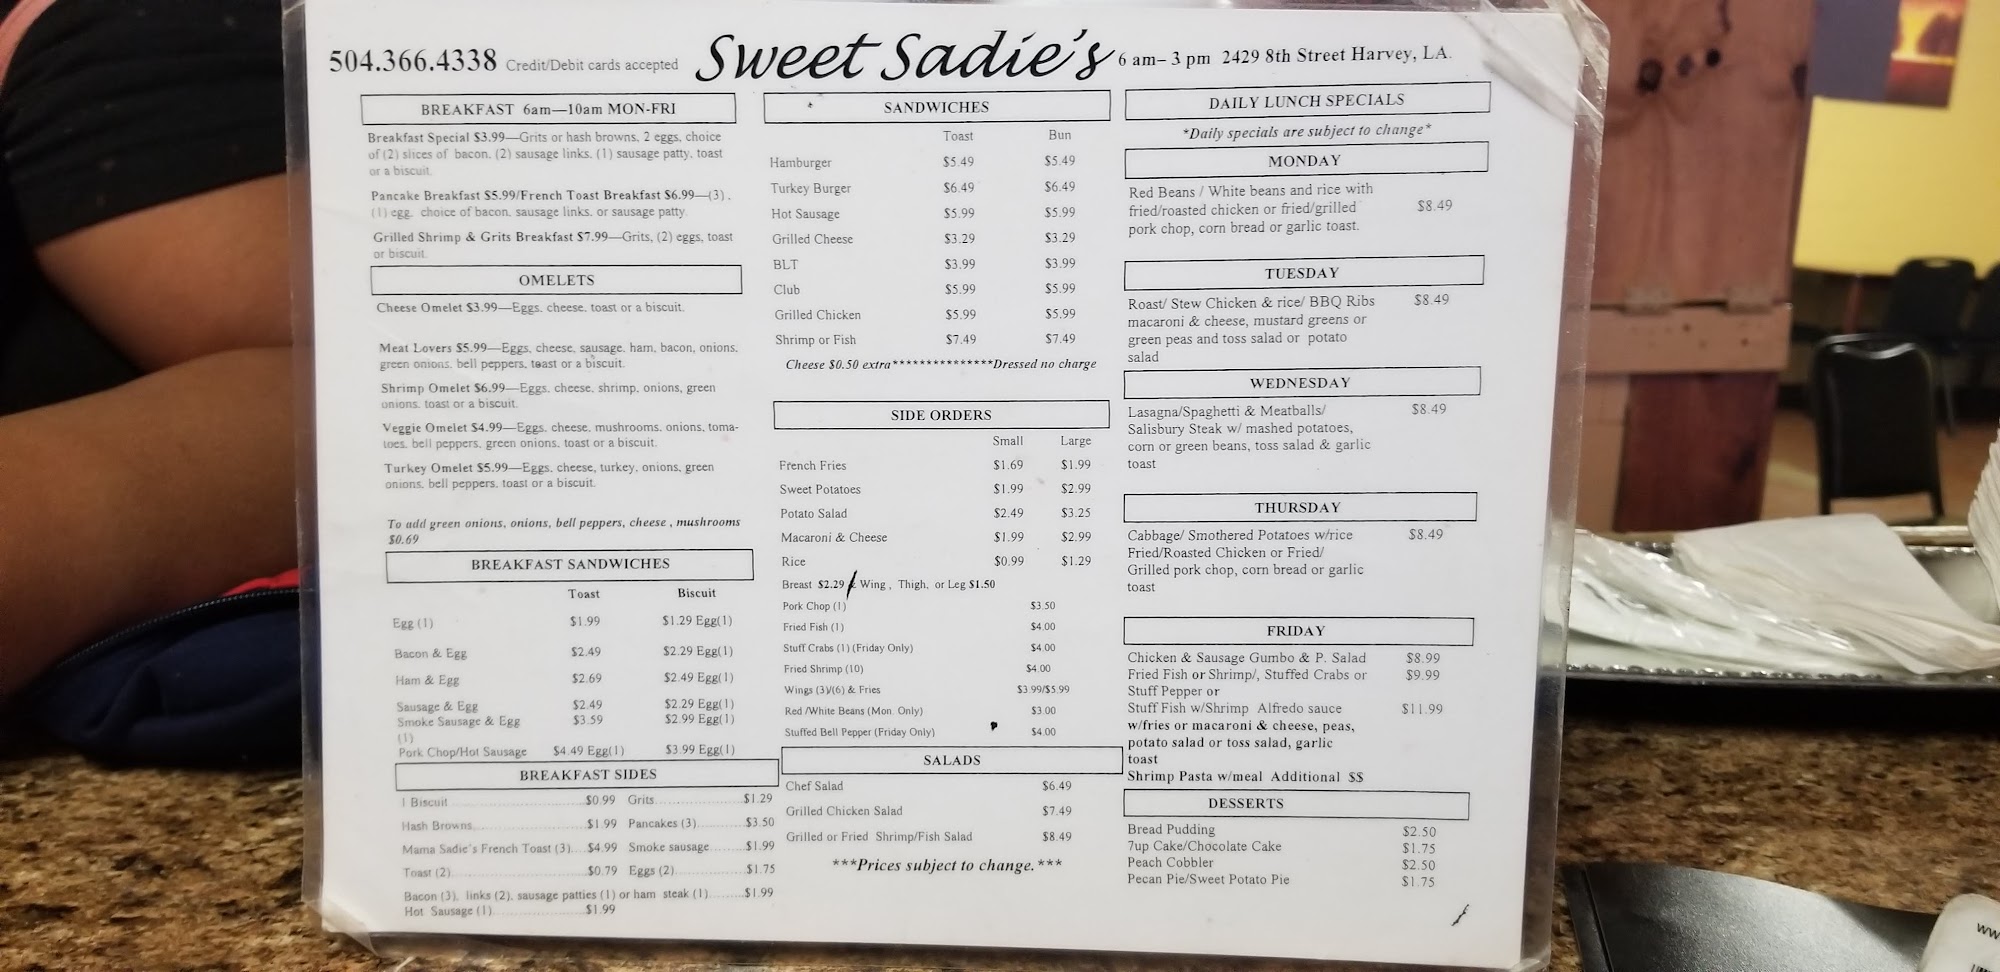 504.366.4338 Credit/Debit cards accepted Sweet Sadie's 6 am– 3 pm 2429 8th Street Harvey, LA.
BREAKFAST 6am—10am MON-FRI
Breakfast Special $3.99—Grits or hash browns, 2 eggs, choice
of (2) slices of bacon, (2) sausage links, (1) sausage patty, toast
or a biscuit.
Pancake Breakfast $5.99/French Toast Breakfast $6.99—(3),
(1) egg, choice of bacon, sausage links, or sausage patty
Grilled Shrimp & Grits Breakfast $7.99—Grits, (2) eggs, toast
or biscuit.
OMELETS
Cheese Omelet $3.99—Eggs, cheese, toast or a biscuit.
Meat Lovers $5.99—Eggs, cheese, sausage, ham, bacon, onions,
green onions, bell peppers, toast or a biscuit.
Shrimp Omelet $6.99—Eggs, cheese, shrimp, onions, green
onions, toast or a biscuit.
Veggie Omelet $4.99—Eggs, cheese, mushrooms, onions, toma-
toes, bell peppers, green onions, toast or a biscuit.
Turkey Omelet $5.99—Eggs, cheese, turkey, onions, green
onions, bell peppers, toast or a biscuit.
To add green onions, onions, bell peppers, cheese , mushrooms
$0.69
BREAKFAST SANDWICHES
Toast Biscuit
Egg (1) $1.99 $1.29 Egg(1)
Bacon & Egg $2.49 $2.29 Egg(1)
Ham & Egg $2.69 $2.49 Egg(1)
Sausage & Egg $2.49 $2.29 Egg(1)
Smoke Sausage & Egg $3.59 $2.99 Egg(1)
(1)
Pork Chop/Hot Sausage $4.49 Egg(1) $3.99 Egg(1)
BREAKFAST SIDES
1 Biscuit $0.99 Grits $1.29
Hash Browns $1.99 Pancakes (3) $3.50
Mama Sadie's French Toast (3) $4.99 Smoke sausage $1.99
Toast (2) $0.79 Eggs (2) $1.75
Bacon (3), links (2), sausage patties (1) or ham steak (1) $1.99
Hot Sausage (1) $1.99
SANDWICHES
Toast Bun
Hamburger $5.49 $5.49
Turkey Burger $6.49 $6.49
Hot Sausage $5.99 $5.99
Grilled Cheese $3.29 $3.29
BLT $3.99 $3.99
Club $5.99 $5.99
Grilled Chicken $5.99 $5.99
Shrimp or Fish $7.49 $7.49
Cheese $0.50 extra***************Dressed no charge
SIDE ORDERS
Small Large
French Fries $1.69 $1.99
Sweet Potatoes $1.99 $2.99
Potato Salad $2.49 $3.25
Macaroni & Cheese $1.99 $2.99
Rice $0.99 $1.29
Breast $2.29 & Wing , Thigh, or Leg $1.50
Pork Chop (1) $3.50
Fried Fish (1) $4.00
Stuff Crabs (1) (Friday Only) $4.00
Fried Shrimp (10) $4.00
Wings (3)/(6) & Fries $3.99/$5.99
Red /White Beans (Mon. Only) $3.00
Stuffed Bell Pepper (Friday Only) $4.00
SALADS
Chef Salad $6.49
Grilled Chicken Salad $7.49
Grilled or Fried Shrimp/Fish Salad $8.49
***Prices subject to change.***
DAILY LUNCH SPECIALS
*Daily specials are subject to change*
MONDAY
Red Beans / White beans and rice with
fried/roasted chicken or fried/grilled $8.49
pork chop, corn bread or garlic toast.
TUESDAY
Roast/ Stew Chicken & rice/ BBQ Ribs $8.49
macaroni & cheese, mustard greens or
green peas and toss salad or potato
salad
WEDNESDAY
Lasagna/Spaghetti & Meatballs/ $8.49
Salisbury Steak w/ mashed potatoes,
corn or green beans, toss salad & garlic
toast
THURSDAY
Cabbage/ Smothered Potatoes w/rice $8.49
Fried/Roasted Chicken or Fried/
Grilled pork chop, corn bread or garlic
toast
FRIDAY
Chicken & Sausage Gumbo & P. Salad $8.99
Fried Fish or Shrimp/, Stuffed Crabs or $9.99
Stuff Pepper or
Stuff Fish w/Shrimp Alfredo sauce $11.99
w/fries or macaroni & cheese, peas,
potato salad or toss salad, garlic
toast
Shrimp Pasta w/meal Additional $$
DESSERTS
Bread Pudding $2.50
7up Cake/Chocolate Cake $1.75
Peach Cobbler $2.50
Pecan Pie/Sweet Potato Pie $1.75